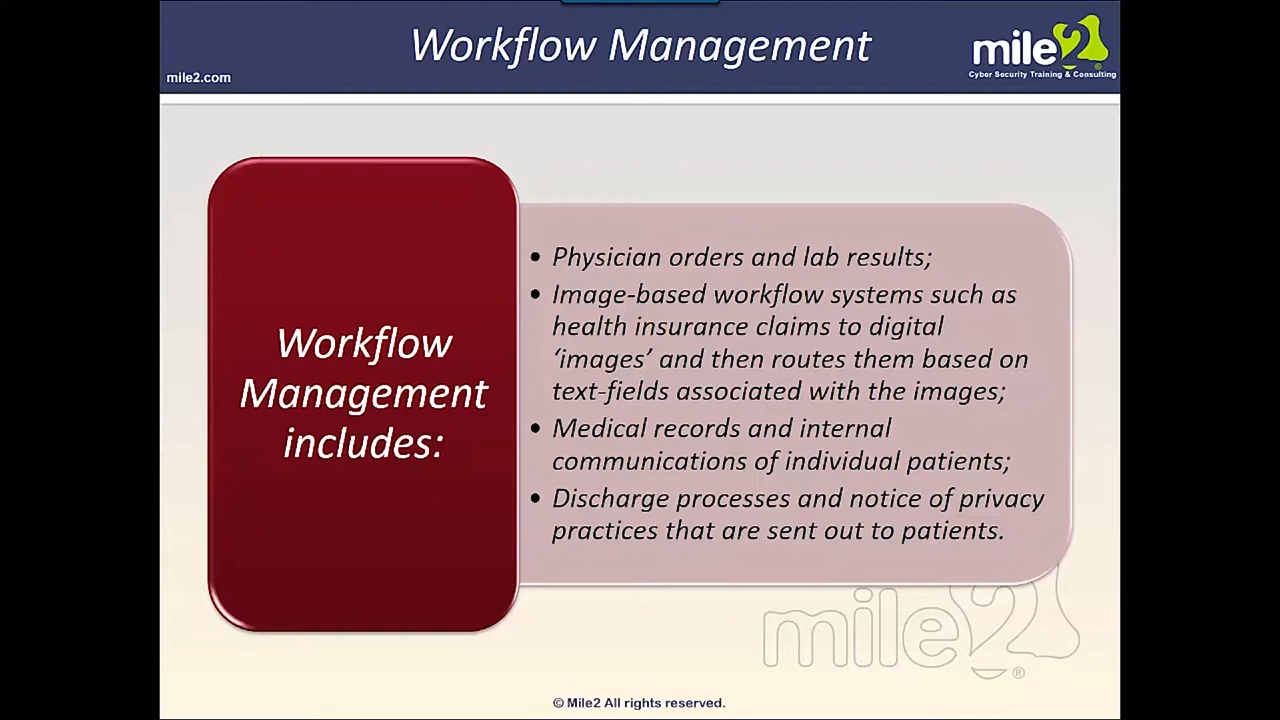 Workflow Management
mile2
Cyber Security Training & Consulting
mile2.com
Workflow
Management
includes:
• Physician orders and lab results;
• Image-based workflow systems such as
health insurance claims to digital
‘images’ and then routes them based on
text-fields associated with the images;
• Medical records and internal
communications of individual patients;
• Discharge processes and notice of privacy
practices that are sent out to patients.
mile2®
© Mile2 All rights reserved.